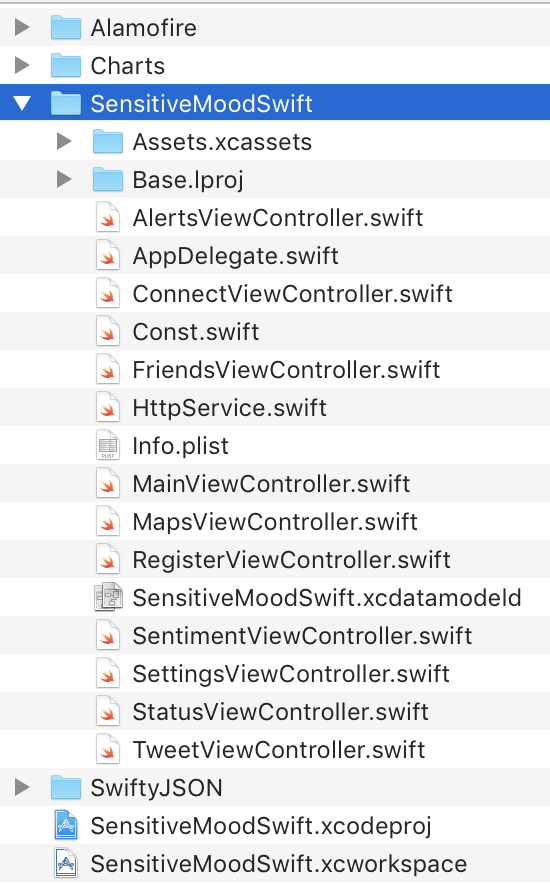 Alamofire
Charts
SensitiveMoodSwift
Assets.xcassets
Base.lproj
AlertsViewController.swift
AppDelegate.swift
ConnectViewController.swift
Const.swift
FriendsViewController.swift
HttpService.swift
PLIST
Info.plist
MainViewController.swift
MapsViewController.swift
RegisterViewController.swift
SensitiveMoodSwift.xcdatamodeld
SentimentViewController.swift
SettingsViewController.swift
StatusViewController.swift
TweetViewController.swift
SwiftyJSON
SensitiveMoodSwift.xcodeproj
SensitiveMoodSwift.xcworkspace